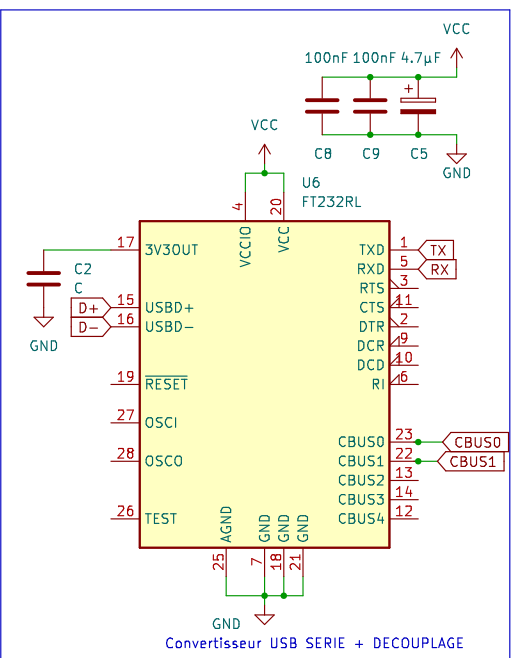 VCC
100nF 100nF 4.7µF
+
C8 C9 C5
GND
VCC
U6
FT232RL
4 20
VCCIO VCC
17 3V3OUT TXD 1 TX
RXD 5 RX
C2
C
RTS 3
15 D+ USBD+ CTS 11
16 D- USBD- DTR 2
GND
DCR 9
DCD 10
19 RESET RI 6
27 OSCI
CBUS0 23 CBUS0
28 OSCO CBUS1 22 CBUS1
CBUS2 13
CBUS3 14
26 TEST CBUS4 12
AGND GND GND GND
25 7 18 21
GND
Convertisseur USB SERIE + DECOUPLAGE